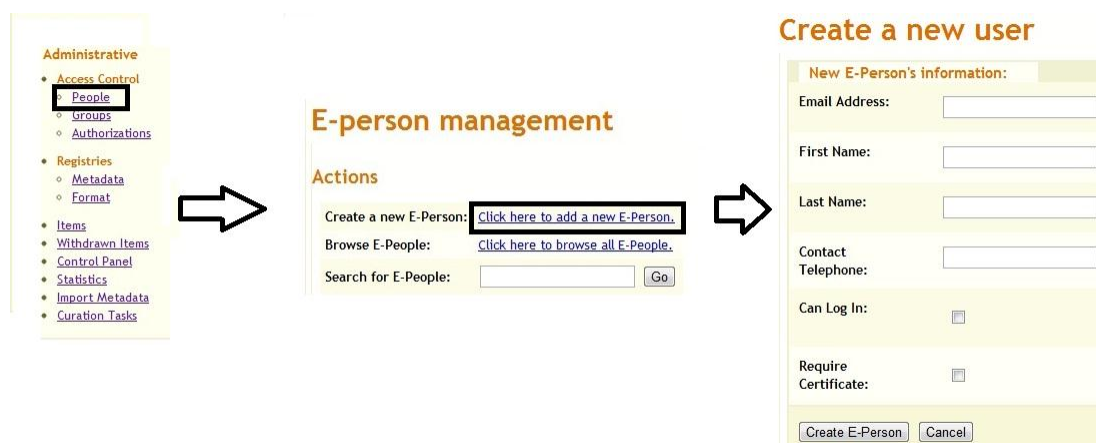 Administrative
Access Control
People
Groups
Authorizations
Registries
Metadata
Format
Items
Withdrawn Items
Control Panel
Statistics
Import Metadata
Curation Tasks
E-person management
Actions
Create a new E-Person: Click here to add a new E-Person.
Browse E-People: Click here to browse all E-People.
Search for E-People: Go
Create a new user
New E-Person's information:
Email Address:
First Name:
Last Name:
Contact
Telephone:
Can Log In:
Require
Certificate:
Create E-Person Cancel